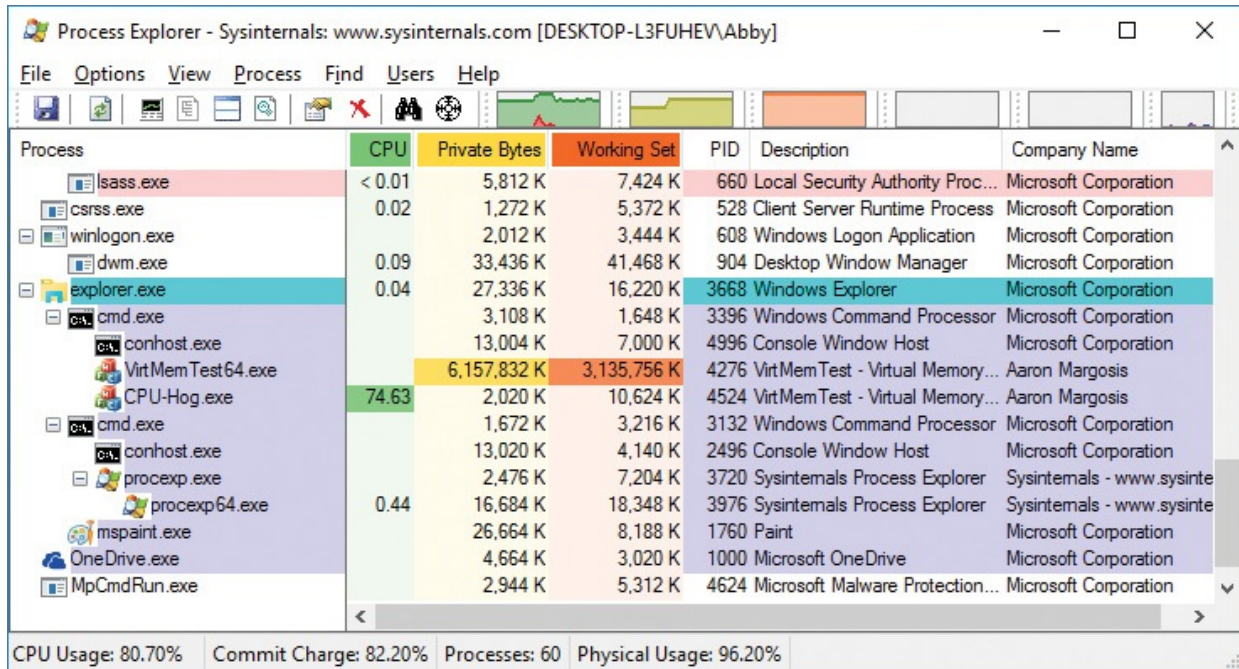 Process Explorer - Sysinternals: www.sysinternals.com [DESKTOP-L3FUHEV\Abby]
File Options View Process Find Users Help
Process CPU Private Bytes Working Set PID Description Company Name
lsass.exe < 0.01 5,812 K 7,424 K 660 Local Security Authority Proc... Microsoft Corporation
csrss.exe 0.02 1,272 K 5,372 K 528 Client Server Runtime Process Microsoft Corporation
winlogon.exe 2,012 K 3,444 K 608 Windows Logon Application Microsoft Corporation
dwm.exe 0.09 33,436 K 41,468 K 904 Desktop Window Manager Microsoft Corporation
explorer.exe 0.04 27,336 K 16,220 K 3668 Windows Explorer Microsoft Corporation
cmd.exe 3,108 K 1,648 K 3396 Windows Command Processor Microsoft Corporation
conhost.exe 13,004 K 7,000 K 4996 Console Window Host Microsoft Corporation
VirtMemTest64.exe 6,157,832 K 3,135,756 K 4276 VirtMemTest - Virtual Memory... Aaron Margosis
CPU-Hog.exe 74.63 2,020 K 10,624 K 4524 VirtMemTest - Virtual Memory... Aaron Margosis
cmd.exe 1,672 K 3,216 K 3132 Windows Command Processor Microsoft Corporation
conhost.exe 13,020 K 4,140 K 2496 Console Window Host Microsoft Corporation
procexp.exe 2,476 K 7,204 K 3720 Sysinternals Process Explorer Sysinternals - www.sysinte
procexp64.exe 0.44 16,684 K 18,348 K 3976 Sysinternals Process Explorer Sysinternals - www.sysinte
mspaint.exe 26,664 K 8,188 K 1760 Paint Microsoft Corporation
OneDrive.exe 4,664 K 3,020 K 1000 Microsoft OneDrive Microsoft Corporation
MpCmdRun.exe 2,944 K 5,312 K 4624 Microsoft Malware Protection... Microsoft Corporation
CPU Usage: 80.70% Commit Charge: 82.20% Processes: 60 Physical Usage: 96.20%